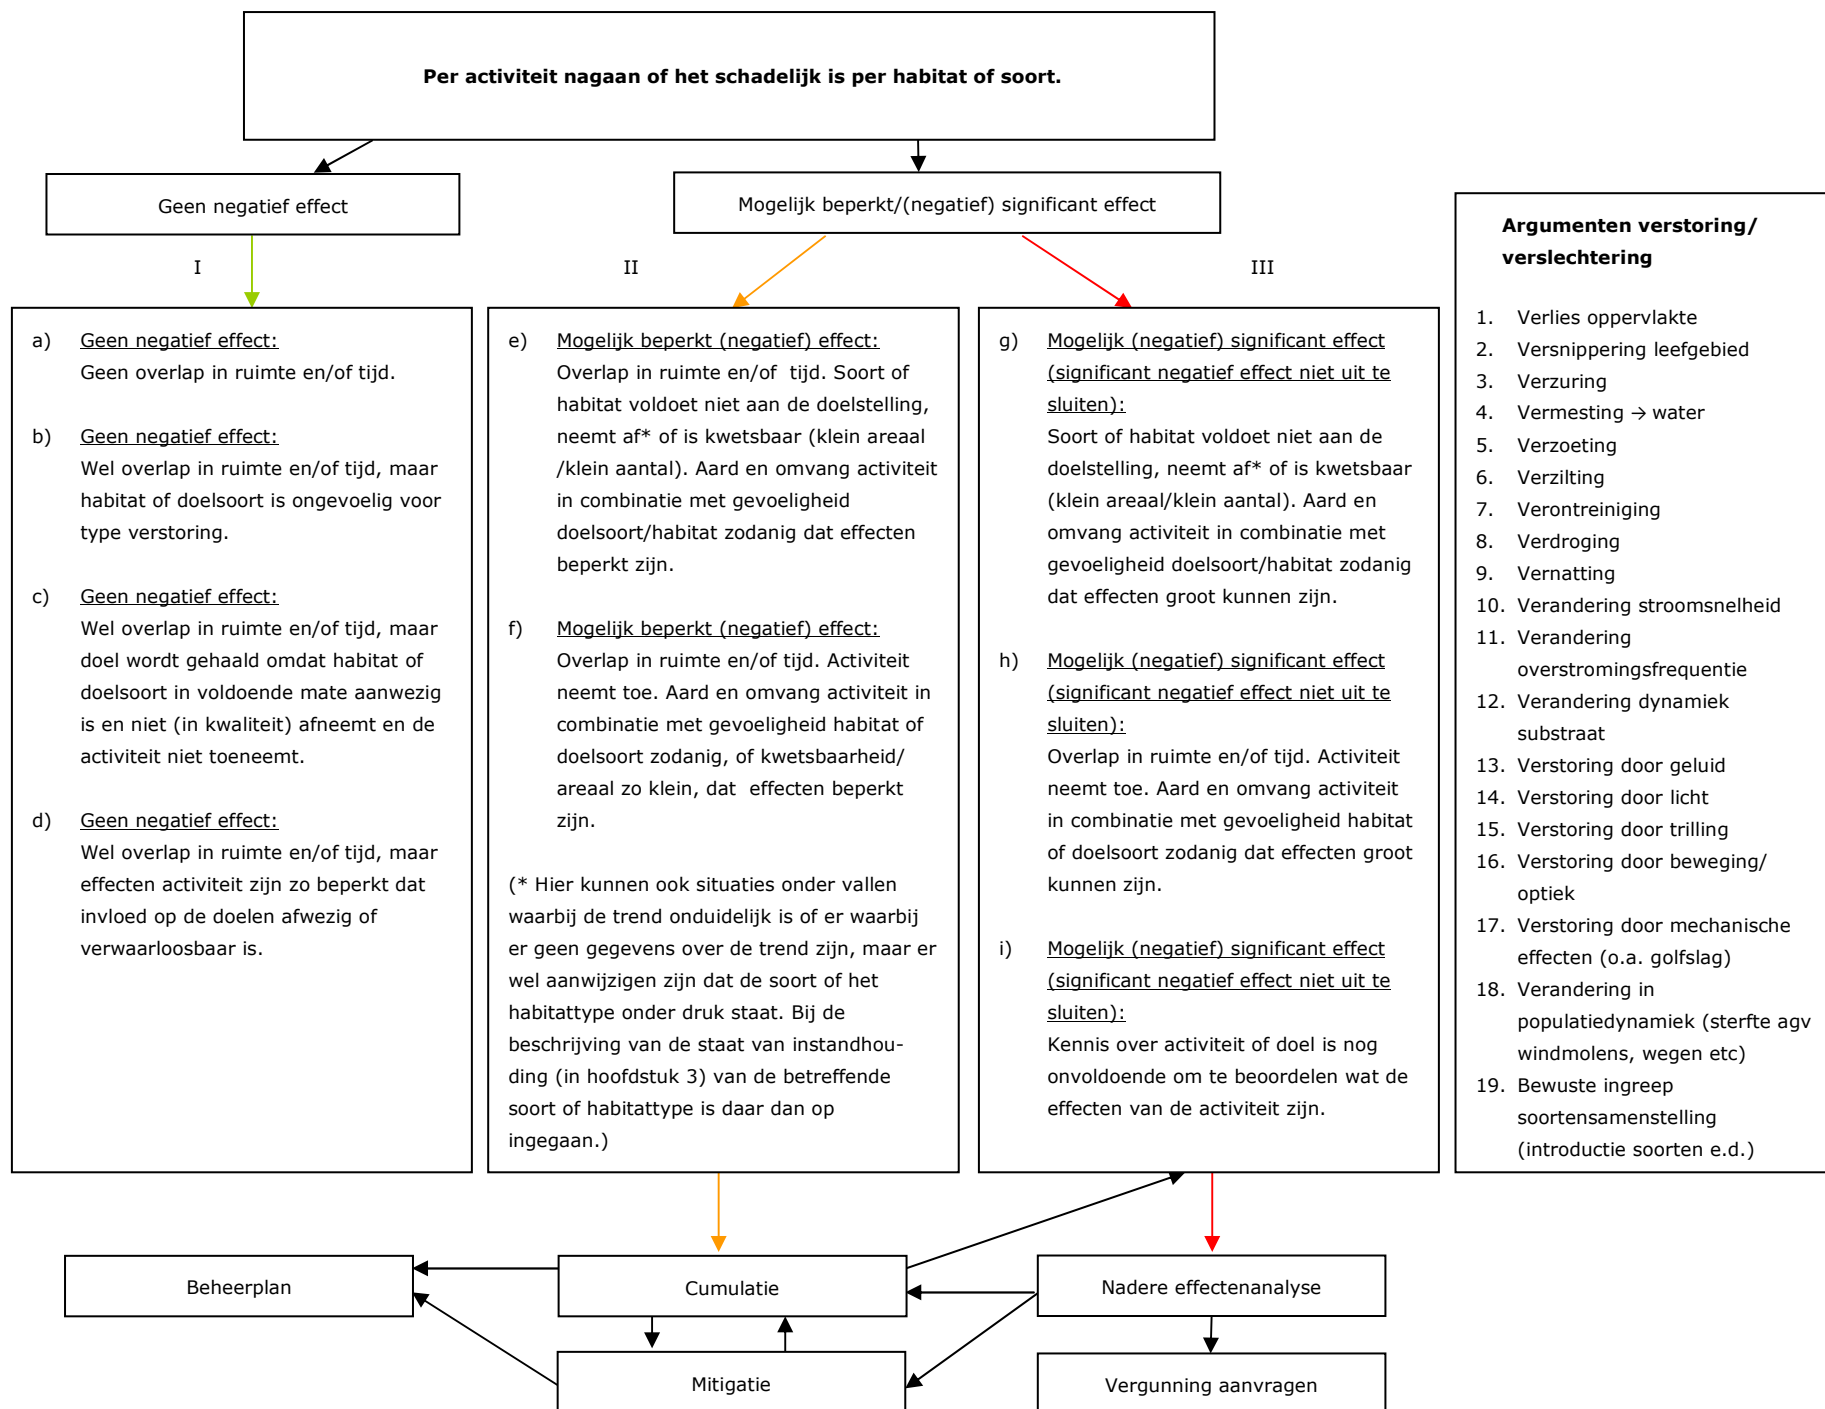 Per activiteit nagaan of het schadelijk is per habitat of soort.
Geen negatief effect
Mogelijk beperkt/(negatief) significant effect
I
II
III
a) Geen negatief effect:
Geen overlap in ruimte en/of tijd.
b) Geen negatief effect:
Wel overlap in ruimte en/of tijd, maar
habitat of doelsoort is ongevoelig voor
type verstoring.
c) Geen negatief effect:
Wel overlap in ruimte en/of tijd, maar
doel wordt gehaald omdat habitat of
doelsoort in voldoende mate aanwezig
is en niet (in kwaliteit) afneemt en de
activiteit niet toeneemt.
d) Geen negatief effect:
Wel overlap in ruimte en/of tijd, maar
effecten activiteit zijn zo beperkt dat
invloed op de doelen afwezig of
verwaarloosbaar is.
e) Mogelijk beperkt (negatief) effect:
Overlap in ruimte en/of tijd. Soort of
habitat voldoet niet aan de doelstelling,
neemt af* of is kwetsbaar (klein areaal
/klein aantal). Aard en omvang activiteit
in combinatie met gevoeligheid
doelsoort/habitat zodanig dat effecten
beperkt zijn.
f) Mogelijk beperkt (negatief) effect:
Overlap in ruimte en/of tijd. Activiteit
neemt toe. Aard en omvang activiteit in
combinatie met gevoeligheid habitat of
doelsoort zodanig, of kwetsbaarheid/
areaal zo klein, dat effecten beperkt
zijn.
(* Hier kunnen ook situaties onder vallen
waarbij de trend onduidelijk is of er waarbij
er geen gegevens over de trend zijn, maar er
wel aanwijzigen zijn dat de soort of het
habitattype onder druk staat. Bij de
beschrijving van de staat van instandhou-
ding (in hoofdstuk 3) van de betreffende
soort of habitattype is daar dan op
ingegaan.)
g) Mogelijk (negatief) significant effect
(significant negatief effect niet uit te
sluiten):
Soort of habitat voldoet niet aan de
doelstelling, neemt af* of is kwetsbaar
(klein areaal/klein aantal). Aard en
omvang activiteit in combinatie met
gevoeligheid doelsoort/habitat zodanig
dat effecten groot kunnen zijn.
h) Mogelijk (negatief) significant effect
(significant negatief effect niet uit te
sluiten):
Overlap in ruimte en/of tijd. Activiteit
neemt toe. Aard en omvang activiteit
in combinatie met gevoeligheid habitat
of doelsoort zodanig dat effecten groot
kunnen zijn.
i) Mogelijk (negatief) significant effect
(significant negatief effect niet uit te
sluiten):
Kennis over activiteit of doel is nog
onvoldoende om te beoordelen wat de
effecten van de activiteit zijn.
Argumenten verstoring/
verslechtering
1. Verlies oppervlakte
2. Versnippering leefgebied
3. Verzuring
4. Vermesting → water
5. Verzoeting
6. Verzilting
7. Verontreiniging
8. Verdroging
9. Vernatting
10. Verandering stroomsnelheid
11. Verandering
overstromingsfrequentie
12. Verandering dynamiek
substraat
13. Verstoring door geluid
14. Verstoring door licht
15. Verstoring door trilling
16. Verstoring door beweging/
optiek
17. Verstoring door mechanische
effecten (o.a. golfslag)
18. Verandering in
populatiedynamiek (sterfte agv
windmolens, wegen etc)
19. Bewuste ingreep
soortensamenstelling
(introductie soorten e.d.)
Beheerplan
Cumulatie
Nadere effectenanalyse
Mitigatie
Vergunning aanvragen